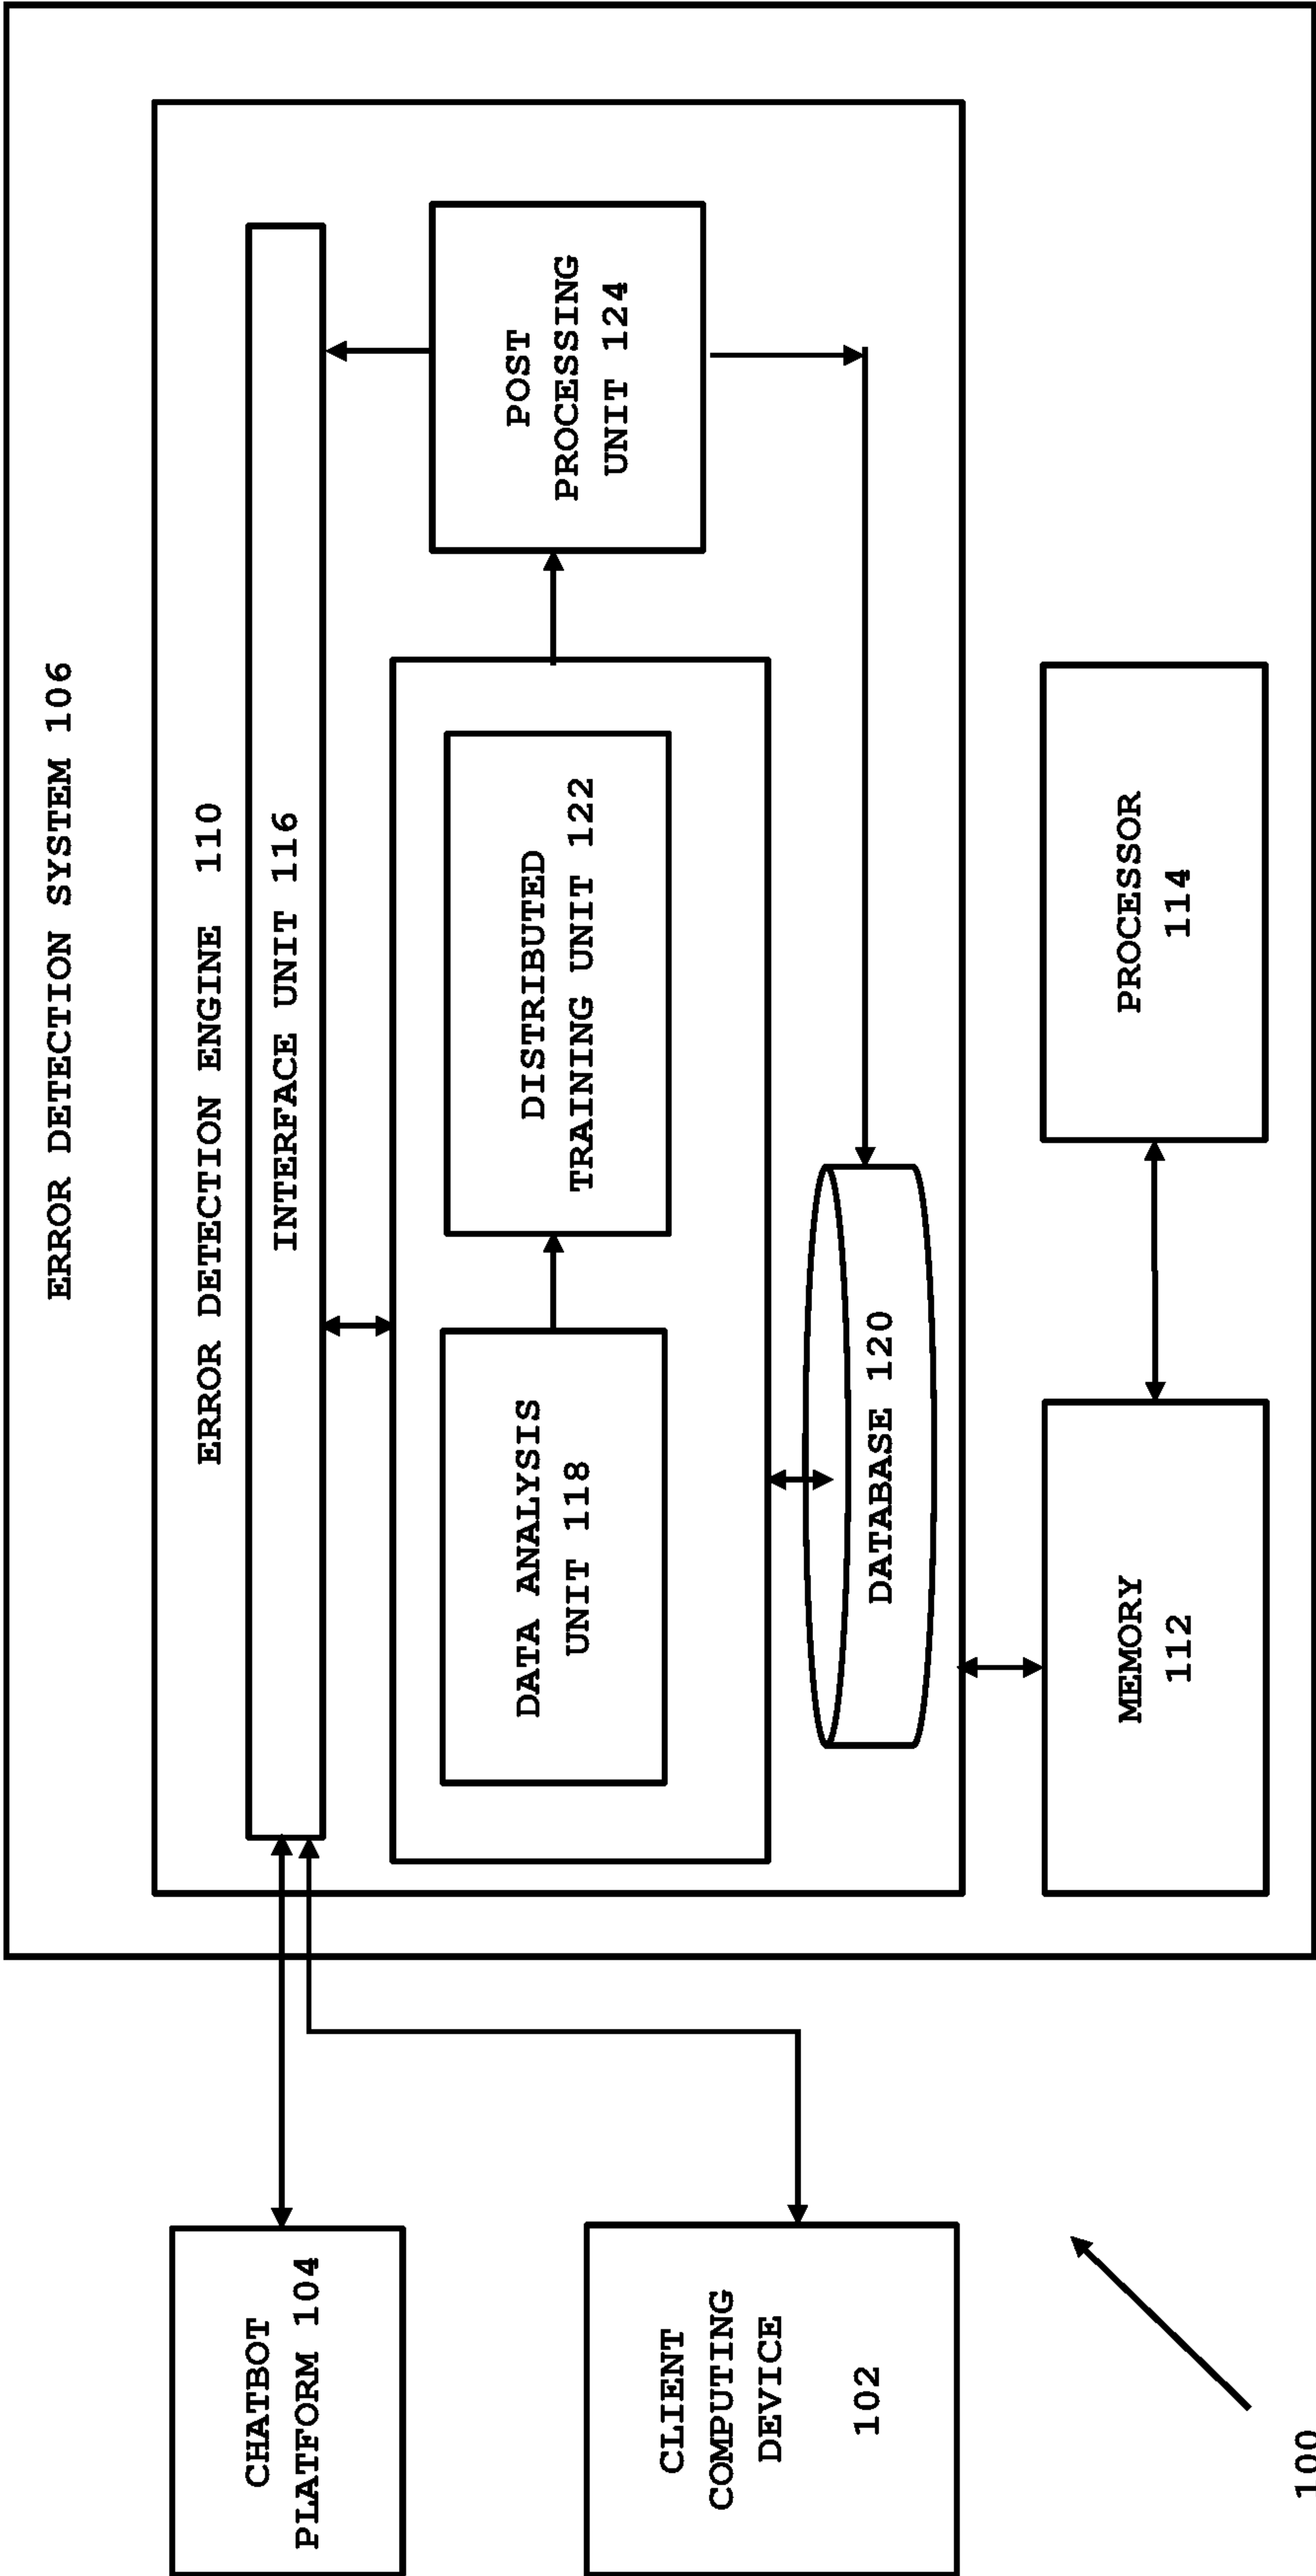 ERROR DETECTION SYSTEM 106
ERROR DETECTION ENGINE 110
INTERFACE UNIT 116
CHATBOT
PLATFORM 104
CLIENT
COMPUTING
DEVICE
102
DATA ANALYSIS
UNIT 118
DISTRIBUTED
TRAINING UNIT 122
POST
PROCESSING
UNIT 124
DATABASE 120
MEMORY
112
PROCESSOR
114
100